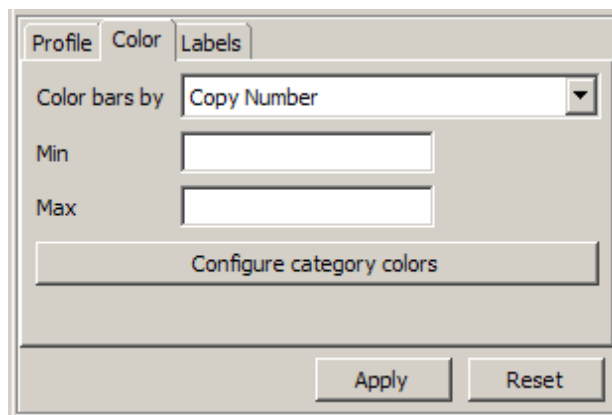 Profile Color Labels
Color bars by Copy Number
Min
Max
Configure category colors
Apply Reset